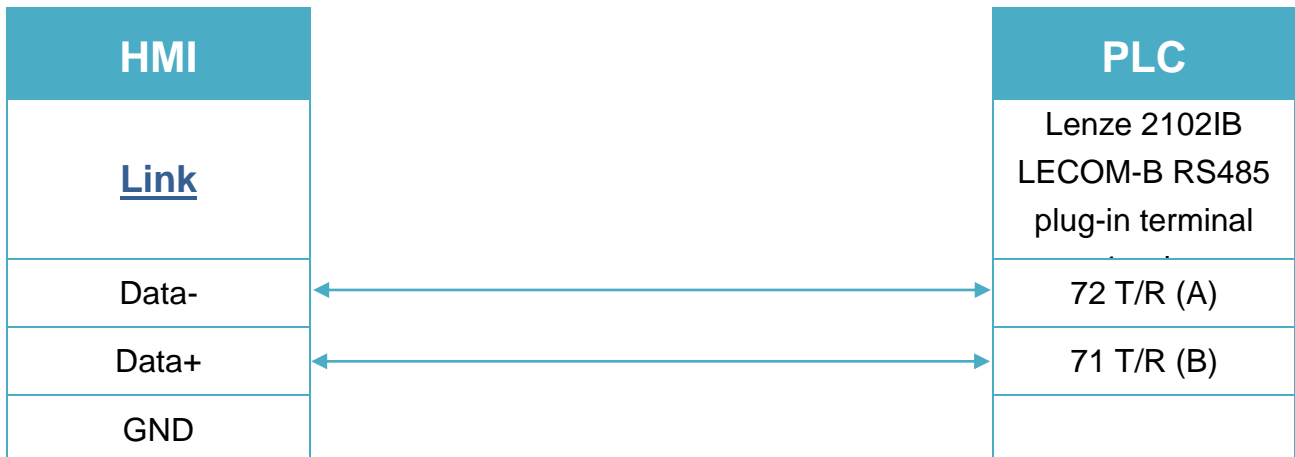 HMI
PLC
Link
Lenze 2102IB
LECOM-B RS485
plug-in terminal
Data-
72 T/R (A)
Data+
71 T/R (B)
GND